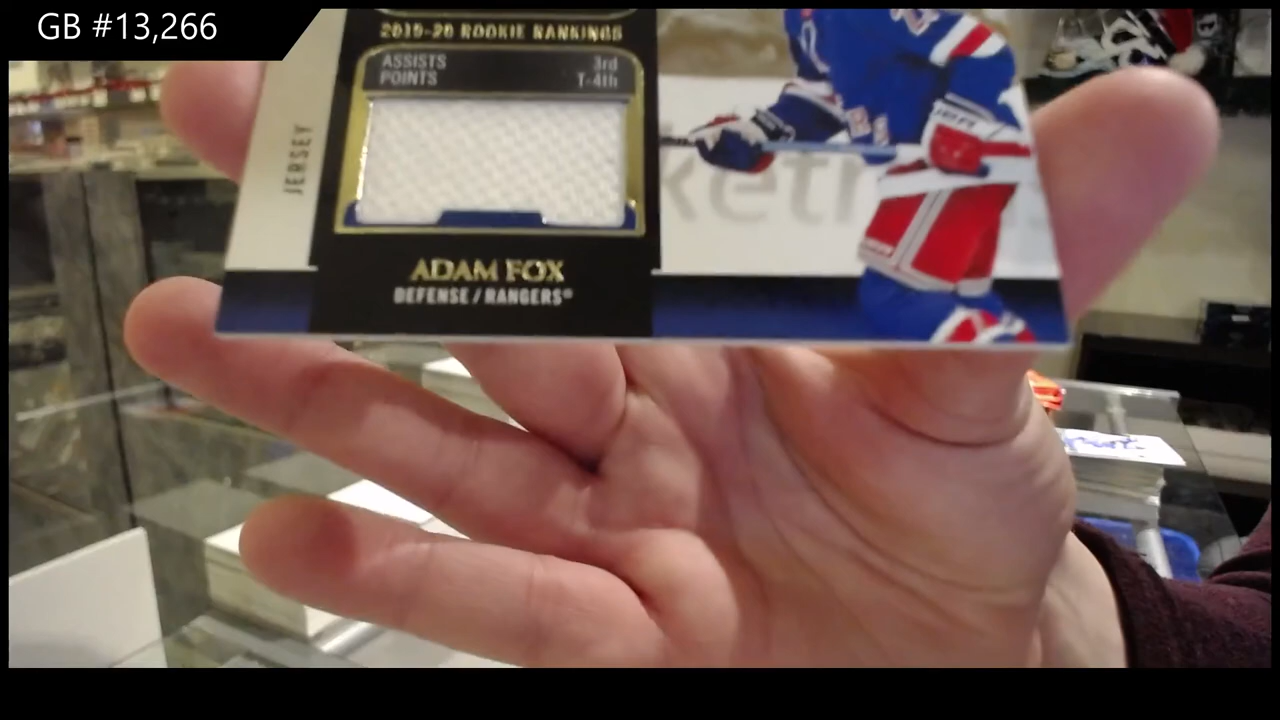 GB #13,266
2019-20 ROOKIE RANKINGS
ASSISTS 3rd
POINTS T-4th
JERSEY
ADAM FOX
DEFENSE / RANGERS®